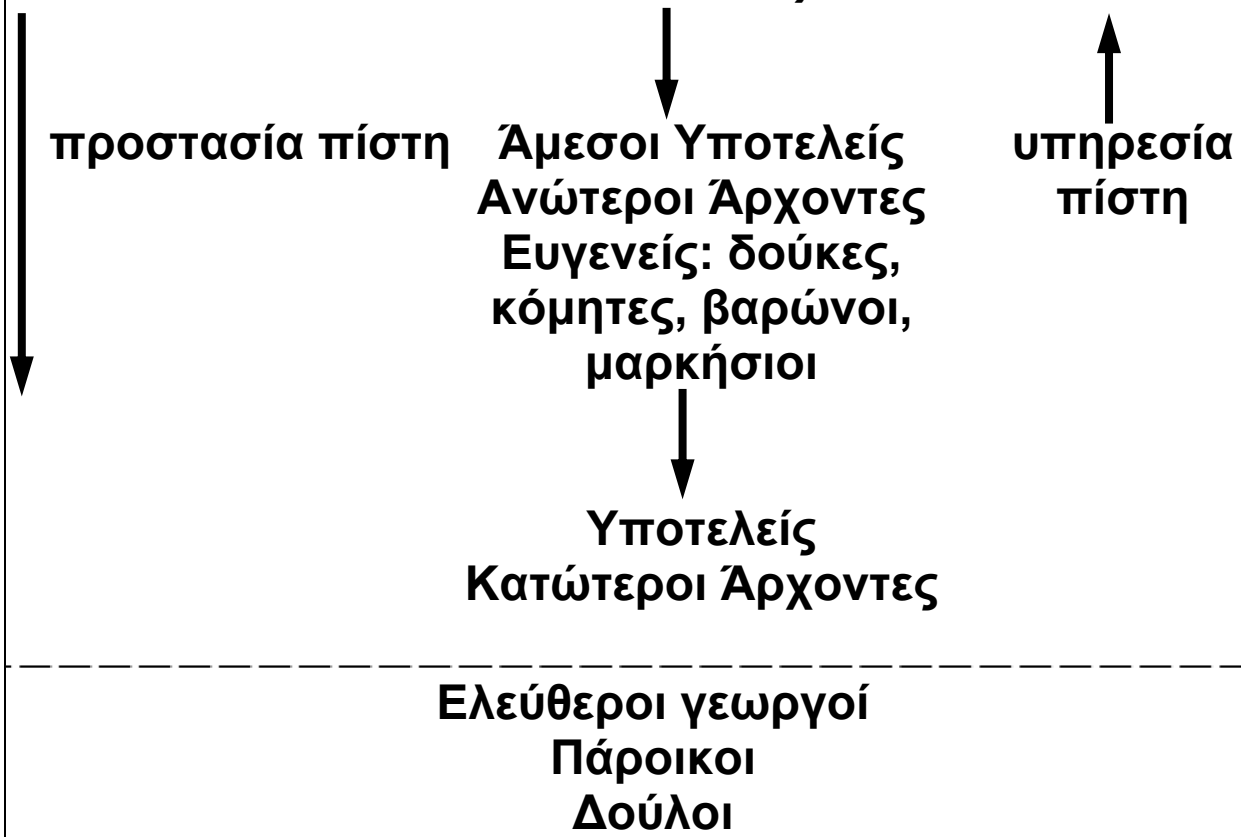 προστασία πίστη
Άμεσοι Υποτελείς
Ανώτεροι Άρχοντες
Ευγενείς: δούκες,
κόμητες, βαρώνοι,
μαρκήσιοι
υπηρεσία
πίστη
Υποτελείς
Κατώτεροι Άρχοντες
Ελεύθεροι γεωργοί
Πάροικοι
Δούλοι